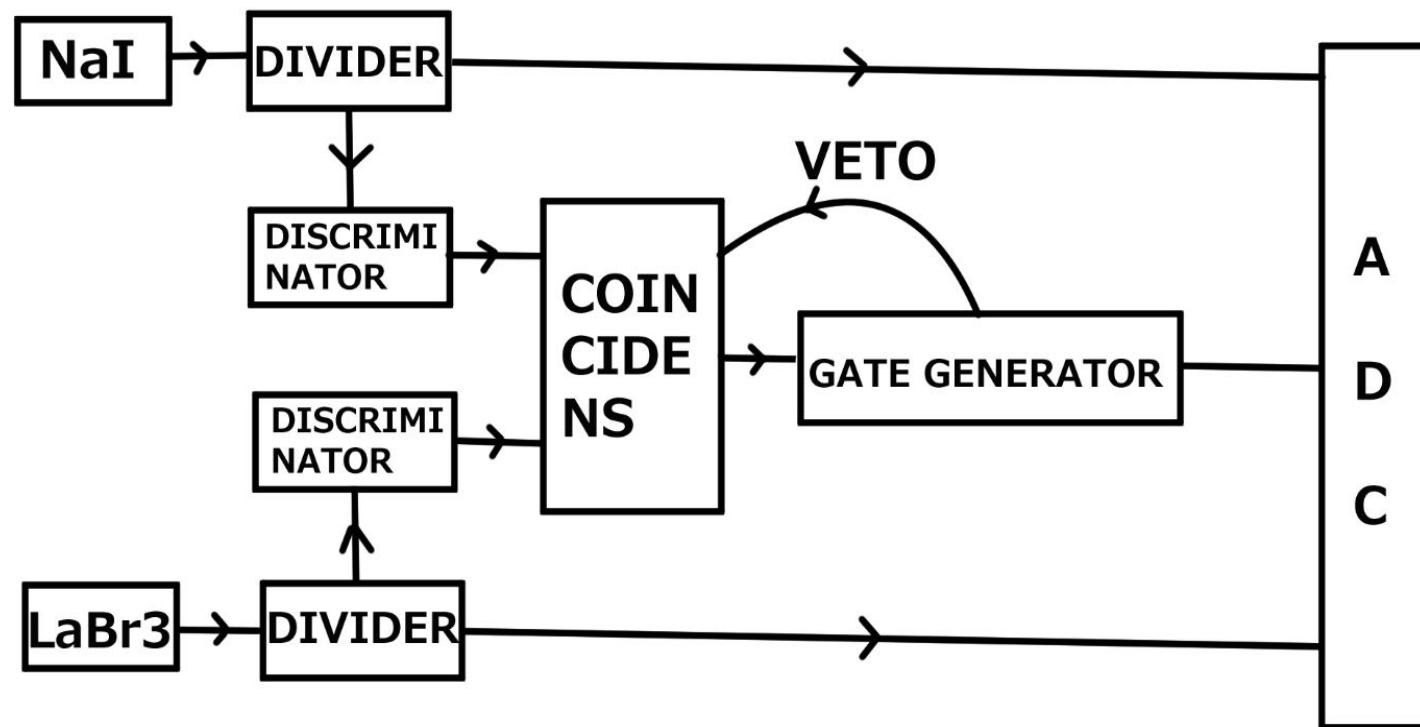 NaI
DIVIDER
VETO
DISCRIMI
NATOR
COIN
CIDE
NS
GATE GENERATOR
A
D
C
DISCRIMI
NATOR
LaBr3
DIVIDER